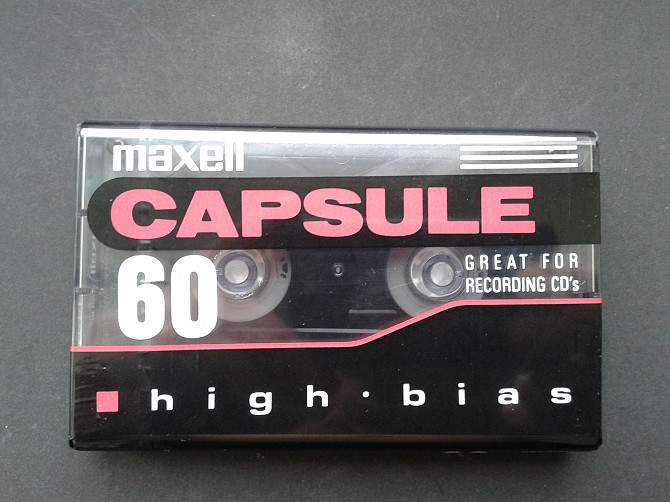 maxell
CAPSULE
60
GREAT FOR
RECORDING CD's
high·bias